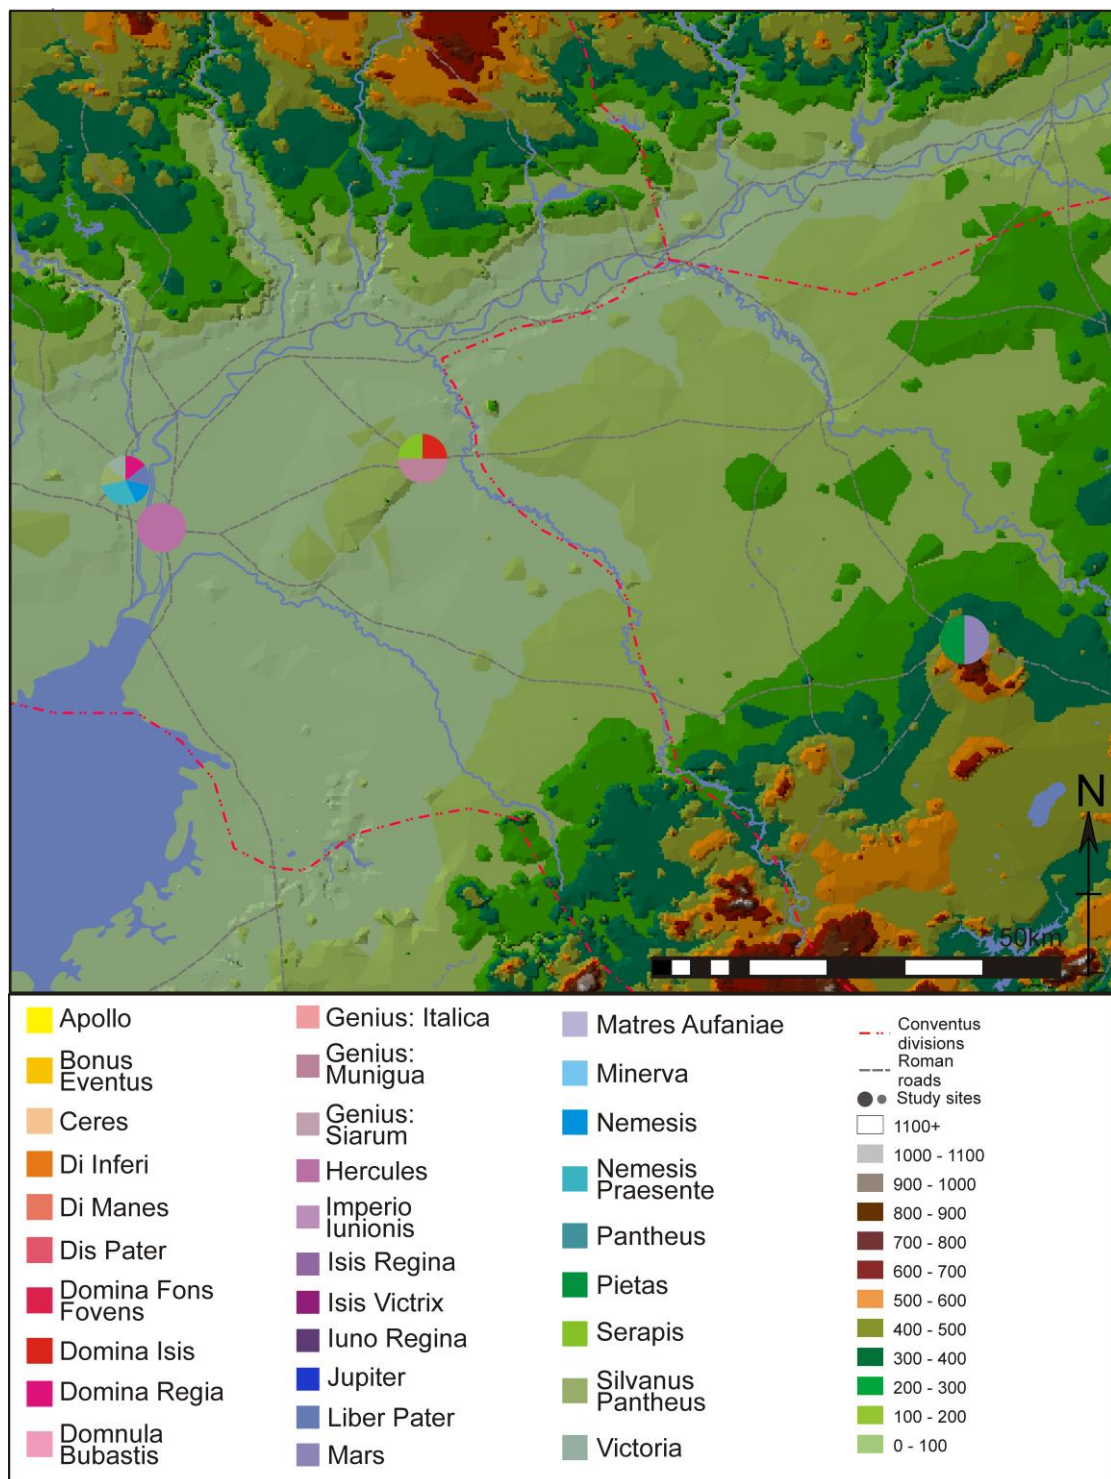 N
50km
Apollo
Bonus
Eventus
Ceres
Di Inferi
Di Manes
Dis Pater
Domina Fons
Fovens
Domina Isis
Domina Regia
Domnula
Bubastis
Genius: Italica
Genius:
Munigua
Genius:
Siarum
Hercules
Imperio
Iunionis
Isis Regina
Isis Victrix
Iuno Regina
Jupiter
Liber Pater
Mars
Matres Aufaniae
Minerva
Nemesis
Nemesis
Praesente
Pantheus
Pietas
Serapis
Silvanus
Pantheus
Victoria
Conventus
divisions
Roman
roads
Study sites
1100+
1000 - 1100
900 - 1000
800 - 900
700 - 800
600 - 700
500 - 600
400 - 500
300 - 400
200 - 300
100 - 200
0 - 100